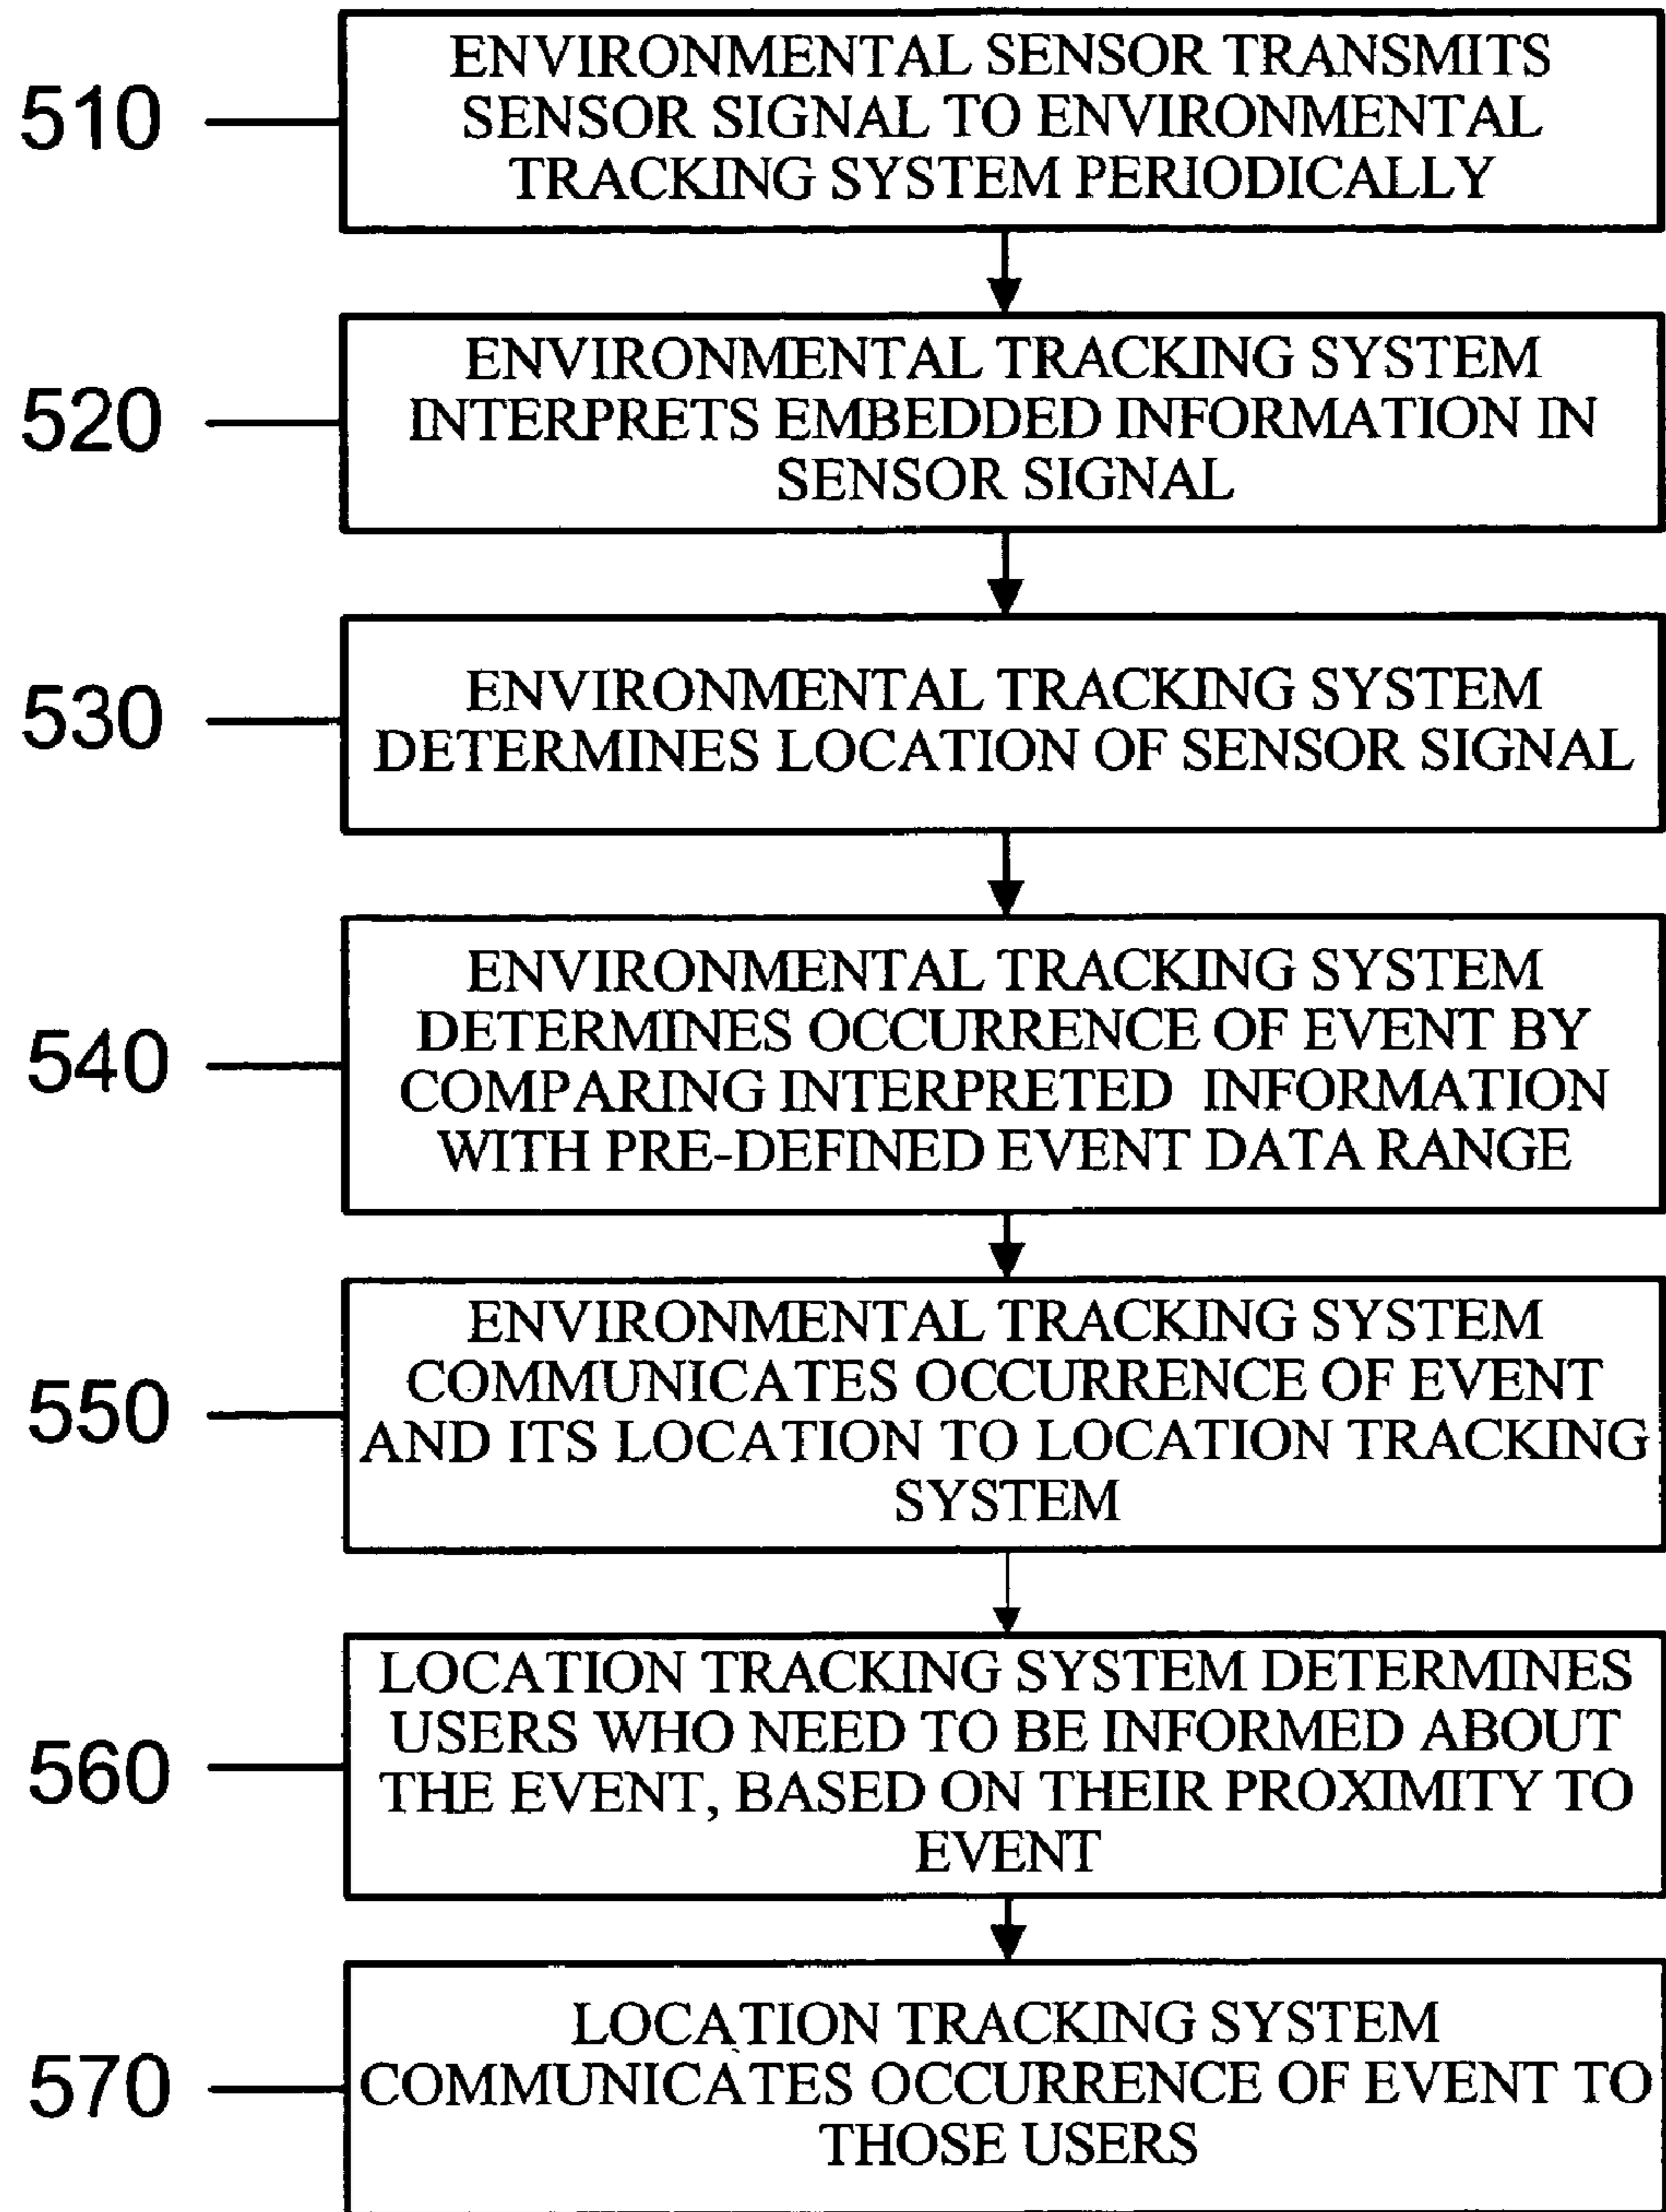 510
ENVIRONMENTAL SENSOR TRANSMITS
SENSOR SIGNAL TO ENVIRONMENTAL
TRACKING SYSTEM PERIODICALLY
520
ENVIRONMENTAL TRACKING SYSTEM
INTERPRETS EMBEDDED INFORMATION IN
SENSOR SIGNAL
530
ENVIRONMENTAL TRACKING SYSTEM
DETERMINES LOCATION OF SENSOR SIGNAL
540
ENVIRONMENTAL TRACKING SYSTEM
DETERMINES OCCURRENCE OF EVENT BY
COMPARING INTERPRETED INFORMATION
WITH PRE-DEFINED EVENT DATA RANGE
550
ENVIRONMENTAL TRACKING SYSTEM
COMMUNICATES OCCURRENCE OF EVENT
AND ITS LOCATION TO LOCATION TRACKING
SYSTEM
560
LOCATION TRACKING SYSTEM DETERMINES
USERS WHO NEED TO BE INFORMED ABOUT
THE EVENT, BASED ON THEIR PROXIMITY TO
EVENT
570
LOCATION TRACKING SYSTEM
COMMUNICATES OCCURRENCE OF EVENT TO
THOSE USERS